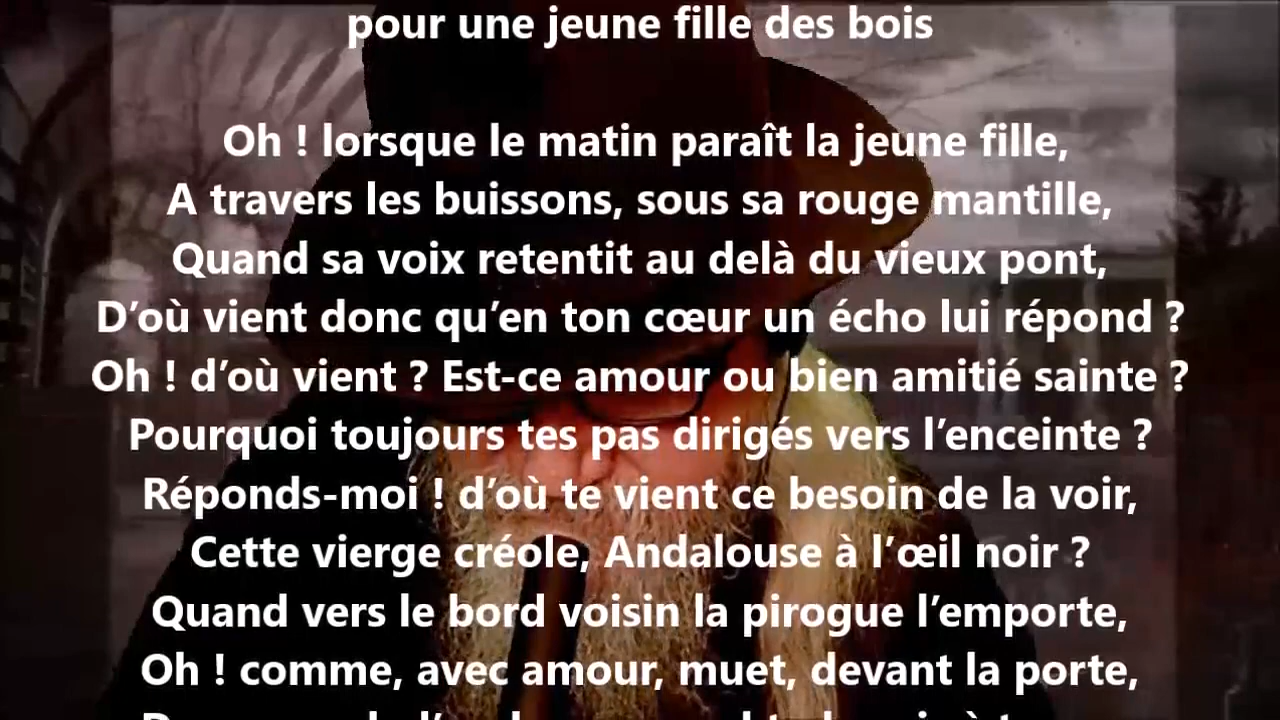 pour une jeune fille des bois
Oh ! lorsque le matin paraît la jeune fille,
A travers les buissons, sous sa rouge mantille,
Quand sa voix retentit au delà du vieux pont,
D’où vient donc qu’en ton cœur un écho lui répond ?
Oh ! d’où vient ? Est-ce amour ou bien amitié sainte ?
Pourquoi toujours tes pas dirigés vers l’enceinte ?
Réponds-moi ! d’où te vient ce besoin de la voir,
Cette vierge créole, Andalouse à l’œil noir ?
Quand vers le bord voisin la pirogue l’emporte,
Oh ! comme, avec amour, muet, devant la porte,